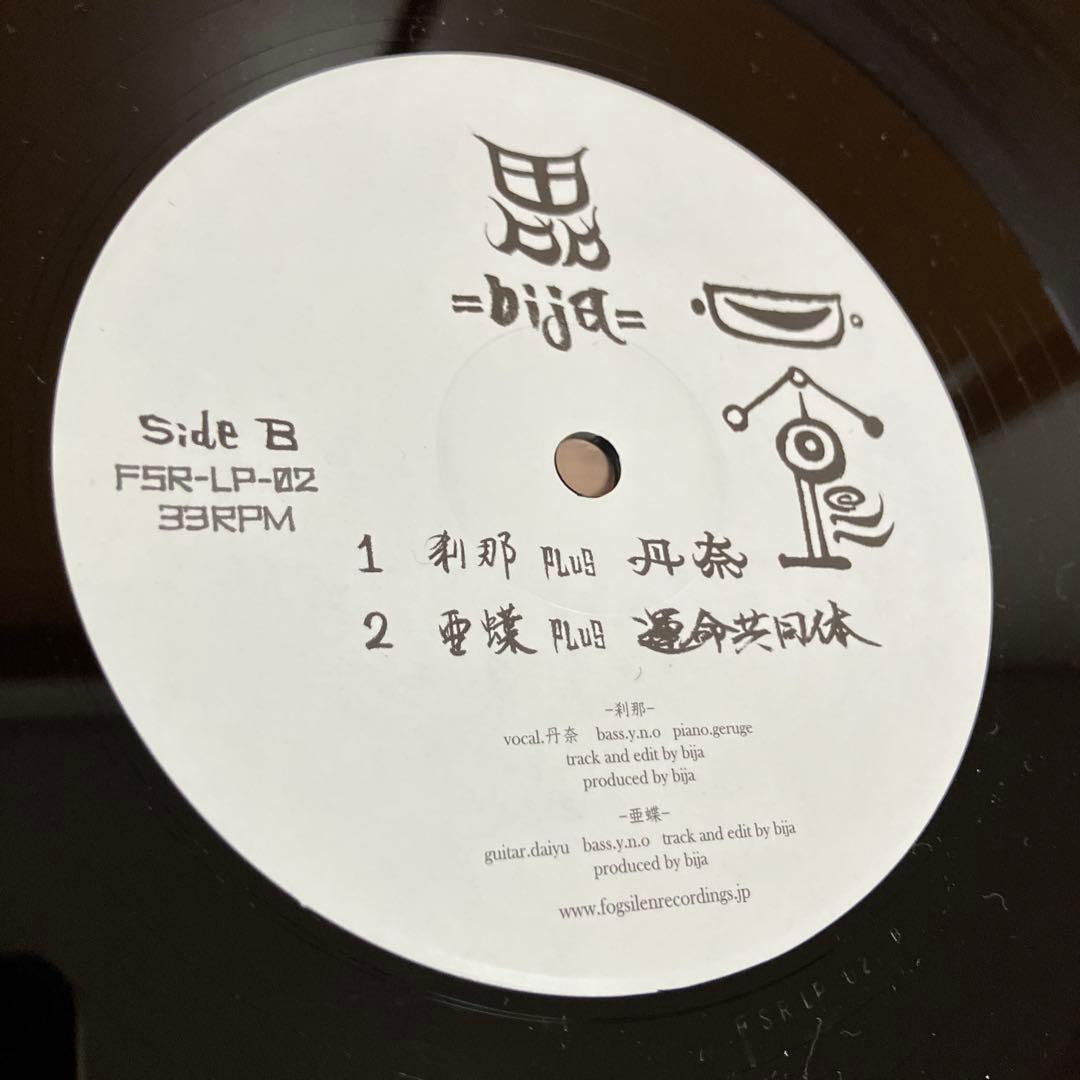 =bija=
Side B
FSR-LP-02
33RPM
1 刹那 PLUS 丹奈
2 亜蝶 PLUS 運命共同体
-刹那-
vocal.丹奈 bass.y.n.o piano.geruge
track and edit by bija
produced by bija
-亜蝶-
guitar.daiyu bass.y.n.o track and edit by bija
produced by bija
www.fogsilenrecordings.jp
FSRLP 02 B